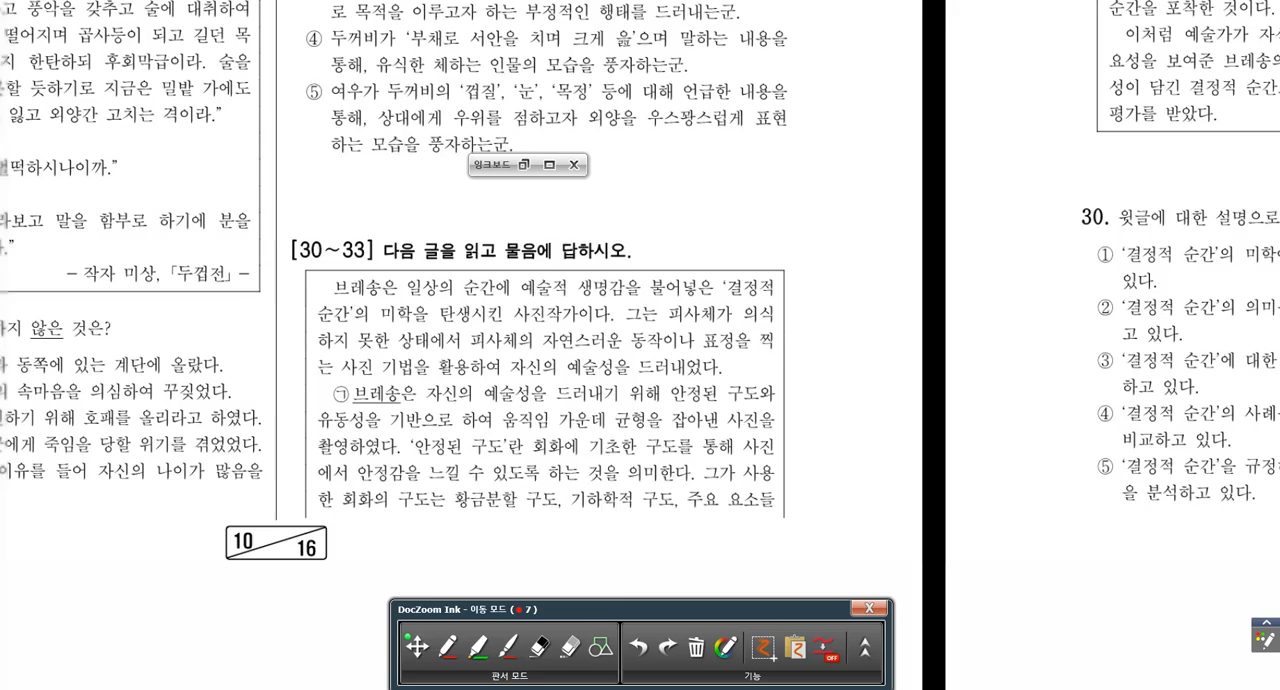 고 풍악을 갖추고 술에 대취하여
떨어지며 곱사등이 되고 길던 목
지 한탄하되 후회막급이라. 술을
할 듯하기로 지금은 밀밭 가에도
잃고 외양간 고치는 격이라.”
떡하시나이까.”
라보고 말을 함부로 하기에 분을
.”
- 작자 미상, 「두껍전」 -
하지 않은 것은?
동쪽에 있는 계단에 올랐다.
속마음을 의심하여 꾸짖었다.
하기 위해 호패를 올리라고 하였다.
에게 죽임을 당할 위기를 겪었었다.
이유를 들어 자신의 나이가 많음을
로 목적을 이루고자 하는 부정적인 행태를 드러내는군.
④ 두꺼비가 ‘부채로 서안을 치며 크게 읊’으며 말하는 내용을
통해, 유식한 체하는 인물의 모습을 풍자하는군.
⑤ 여우가 두꺼비의 ‘껍질’, ‘눈’, ‘목정’ 등에 대해 언급한 내용을
통해, 상대에게 우위를 점하고자 외양을 우스꽝스럽게 표현
하는 모습을 풍자하는군.
잉크보드
[30~33] 다음 글을 읽고 물음에 답하시오.
브레송은 일상의 순간에 예술적 생명감을 불어넣은 ‘결정적
순간’의 미학을 탄생시킨 사진작가이다. 그는 피사체가 의식
하지 못한 상태에서 피사체의 자연스러운 동작이나 표정을 찍
는 사진 기법을 활용하여 자신의 예술성을 드러내었다.
㉠ 브레송은 자신의 예술성을 드러내기 위해 안정된 구도와
유동성을 기반으로 하여 움직임 가운데 균형을 잡아낸 사진을
촬영하였다. ‘안정된 구도’란 회화에 기초한 구도를 통해 사진
에서 안정감을 느낄 수 있도록 하는 것을 의미한다. 그가 사용
한 회화의 구도는 황금분할 구도, 기하학적 구도, 주요 요소들
10 16
순간을 포착한 것이다.
이처럼 예술가가 자신
요성을 보여준 브레송의
성이 담긴 결정적 순간
평가를 받았다.
30. 윗글에 대한 설명으로
① ‘결정적 순간’의 미학
있다.
② ‘결정적 순간’의 의미
고 있다.
③ ‘결정적 순간’에 대한
하고 있다.
④ ‘결정적 순간’의 사례
비교하고 있다.
⑤ ‘결정적 순간’을 규정
을 분석하고 있다.
DocZoom Ink - 이동 모드 ( 7 )
X
OFF
판서 모드
기능